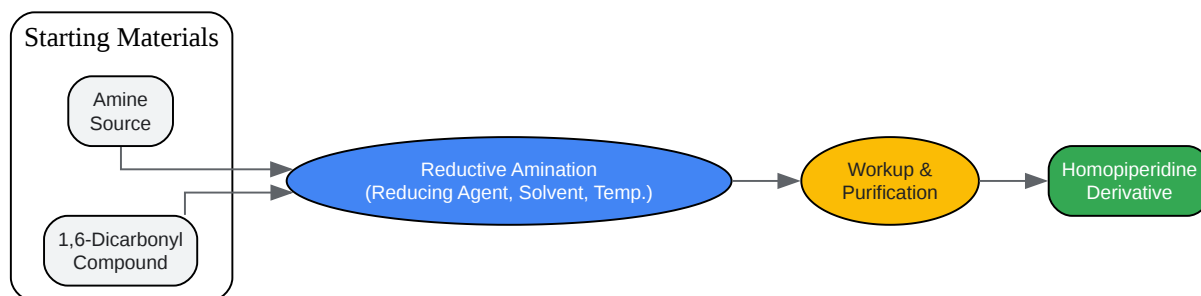 Starting Materials
Amine
Source
1,6-Dicarbonyl
Compound
Reductive Amination
(Reducing Agent, Solvent, Temp.)
Workup &
Purification
Homopiperidine
Derivative